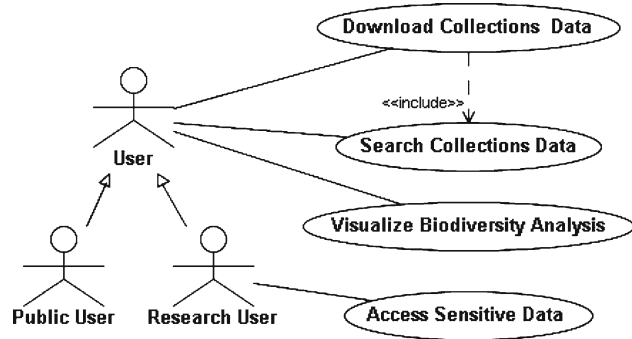 Download Collections Data
<<include>>
User
Search Collections Data
Visualize Biodiversity Analysis
Public User
Research User
Access Sensitive Data